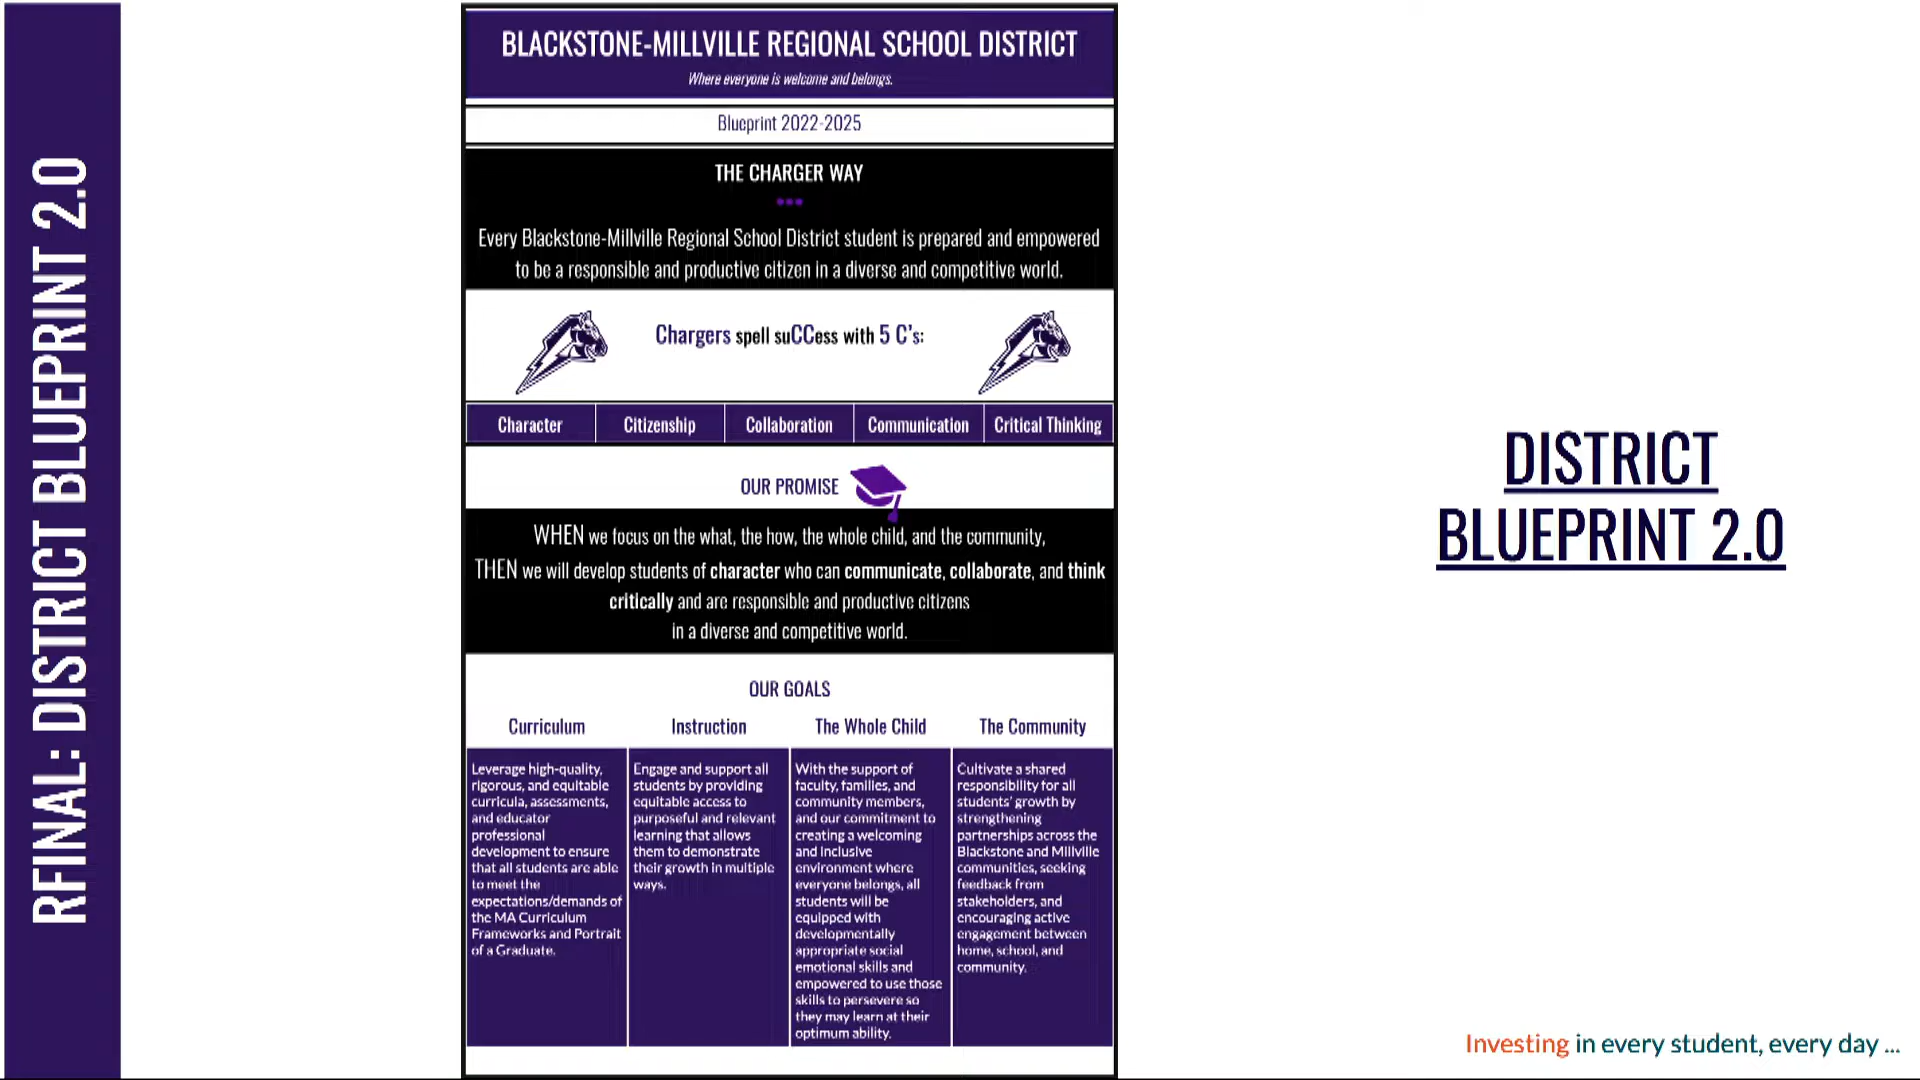 RFINAL: DISTRICT BLUEPRINT 2.0
BLACKSTONE-MILLVILLE REGIONAL SCHOOL DISTRICT
Where everyone is welcome and belongs.
Blueprint 2022-2025
THE CHARGER WAY
Every Blackstone-Millville Regional School District student is prepared and empowered
to be a responsible and productive citizen in a diverse and competitive world.
Chargers spell suCCess with 5 C's:
Character
Citizenship
Collaboration
Communication
Critical Thinking
OUR PROMISE
WHEN we focus on the what, the how, the whole child, and the community,
THEN we will develop students of character who can communicate, collaborate, and think
critically and are responsible and productive citizens
in a diverse and competitive world.
OUR GOALS
Curriculum
Leverage high-quality,
rigorous, and equitable
curricula, assessments,
and educator
professional
development to ensure
that all students are able
to meet the
expectations/demands of
the MA Curriculum
Frameworks and Portrait
of a Graduate.
Instruction
Engage and support all
students by providing
equitable access to
purposeful and relevant
learning that allows
them to demonstrate
their growth in multiple
ways.
The Whole Child
With the support of
faculty, families, and
community members,
and our commitment to
creating a welcoming
and inclusive
environment where
everyone belongs, all
students will be
equipped with
developmentally
appropriate social
emotional skills and
empowered to use those
skills to persevere so
they may learn at their
optimum ability.
The Community
Cultivate a shared
responsibility for all
students' growth by
strengthening
partnerships across the
Blackstone and Millville
communities, seeking
feedback from
stakeholders, and
encouraging active
engagement between
home, school, and
community.
DISTRICT
BLUEPRINT 2.0
Investing in every student, every day ...